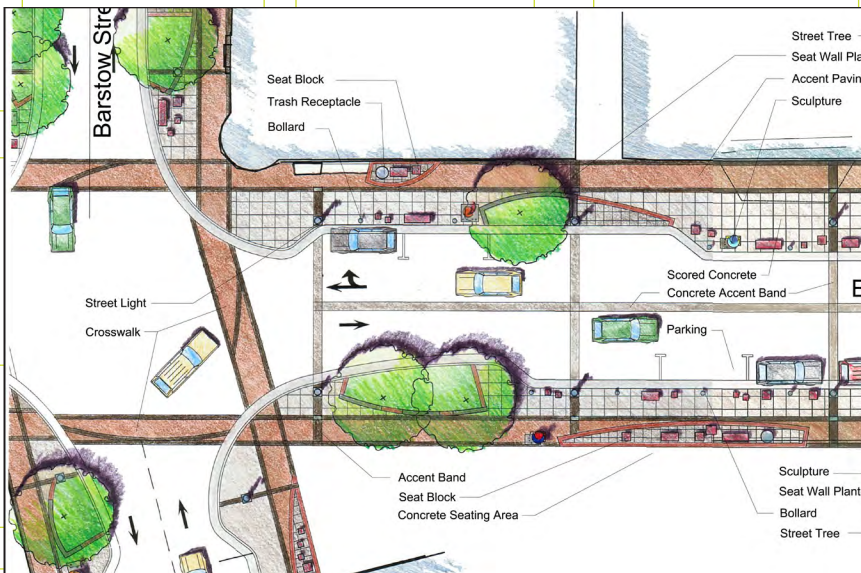 Barstow Stre
Street Tree
Seat Wall Pla
Accent Pavin
Sculpture
Seat Block
Trash Receptacle
Bollard
Scored Concrete
Concrete Accent Band
E
Street Light
Crosswalk
Parking
Accent Band
Seat Block
Concrete Seating Area
Sculpture
Seat Wall Plant
Bollard
Street Tree